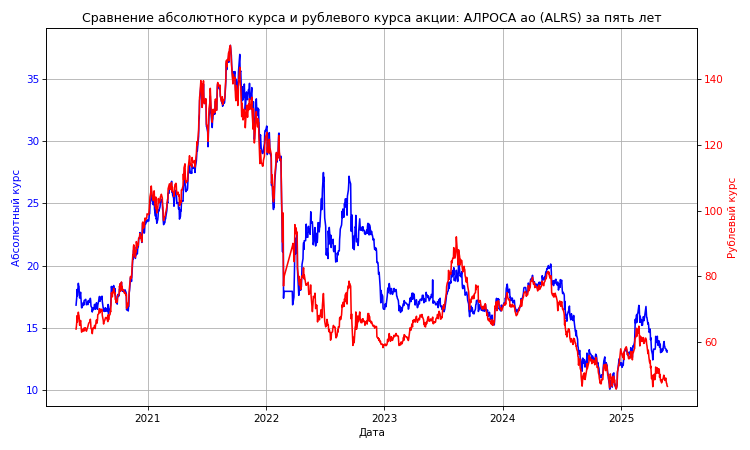 Сравнение абсолютного курса и рублевого курса акции: АЛРОСА ао (ALRS) за пять лет
Абсолютный курс
35
30
25
20
15
10
140
120
100
80
60
Рублевый курс
2021 2022 2023 2024 2025
Дата